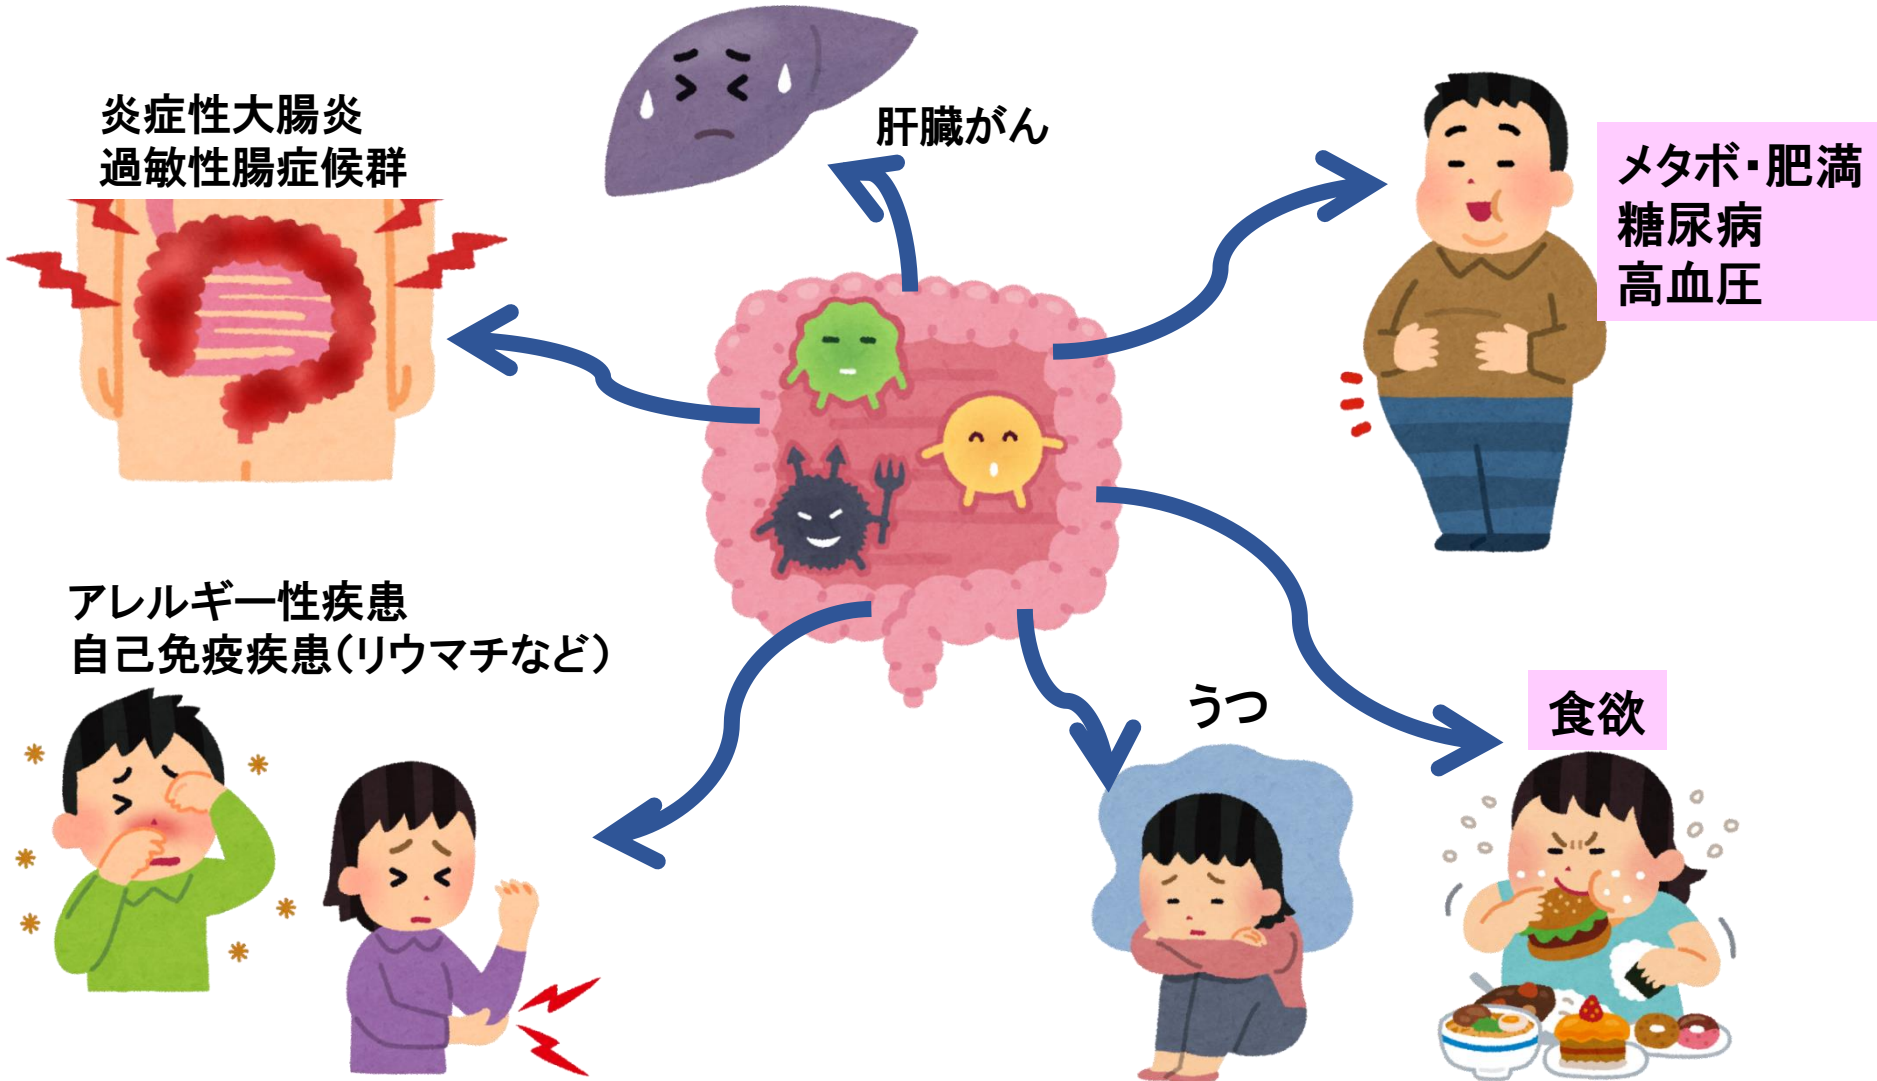 炎症性大腸炎
過敏性腸症候群
肝臓がん
メタボ・肥満
糖尿病
高血圧
アレルギー性疾患
自己免疫疾患（リウマチなど）
うつ
食欲